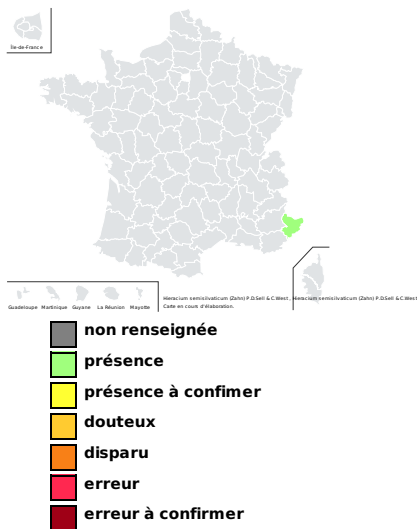 Île-de-France
Guadeloupe Martinique Guyane La Réunion Mayotte
Hieracium semisilvaticum (Zahn) P.D.Sell & C.West , Hieracium semisilvaticum (Zahn) P.D.Sell & C.West
Carte en cours d'élaboration.
non renseignée
présence
présence à confimer
douteux
disparu
erreur
erreur à confirmer